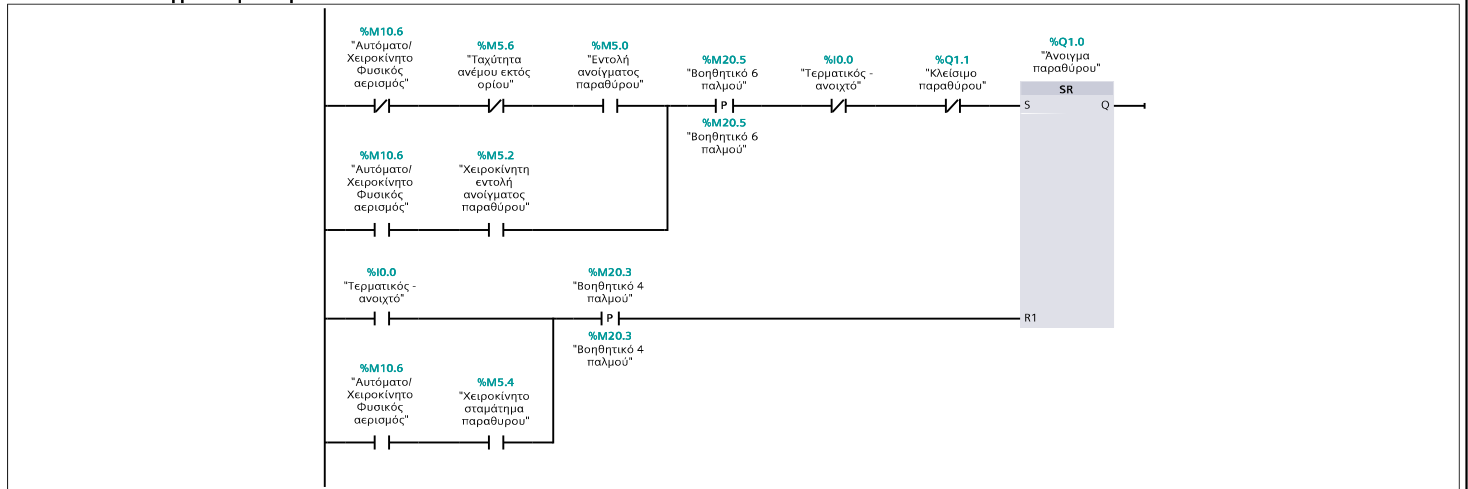 %M10.6
"Αυτόματο/
Χειροκίνητο
Φυσικός
αερισμός"
%M5.6
"Ταχύτητα
ανέμου εκτός
ορίου"
%M5.0
"Εντολή
ανοίγματος
παραθύρου"
%M20.5
"Βοηθητικό 6
παλμού"
P
%M20.5
"Βοηθητικό 6
παλμού"
%I0.0
"Τερματικός -
ανοιχτό"
%Q1.1
"Κλείσιμο
παραθύρου"
%Q1.0
"Άνοιγμα
παραθύρου"
SR
S
Q
%M10.6
"Αυτόματο/
Χειροκίνητο
Φυσικός
αερισμός"
%M5.2
"Χειροκίνητη
εντολή
ανοίγματος
παραθύρου"
%I0.0
"Τερματικός -
ανοιχτό"
%M20.3
"Βοηθητικό 4
παλμού"
P
%M20.3
"Βοηθητικό 4
παλμού"
R1
%M10.6
"Αυτόματο/
Χειροκίνητο
Φυσικός
αερισμός"
%M5.4
"Χειροκίνητο
σταμάτημα
παραθυρου"